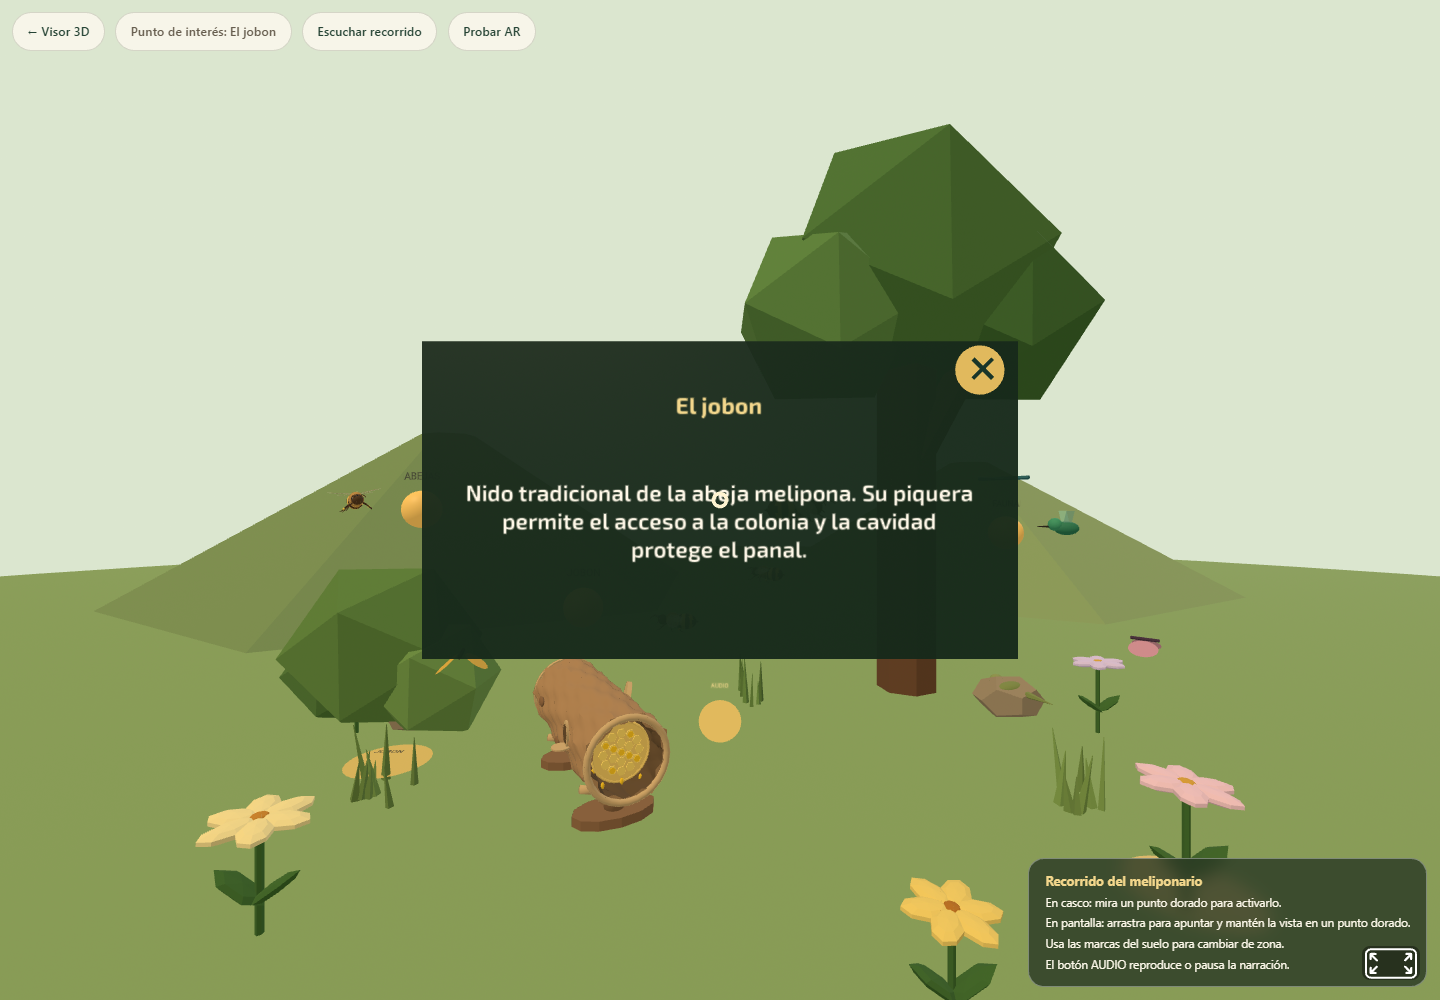 ← Visor 3D
Punto de interés: El jobon
Escuchar recorrido
Probar AR
El jobon
Nido tradicional de la abeja melipona. Su piquera
permite el acceso a la colonia y la cavidad
protege el panal.
ABE
AUDIO
Recorrido del meliponario
En casco: mira un punto dorado para activarlo.
En pantalla: arrastra para apuntar y mantén la vista en un punto dorado.
Usa las marcas del suelo para cambiar de zona.
El botón AUDIO reproduce o pausa la narración.